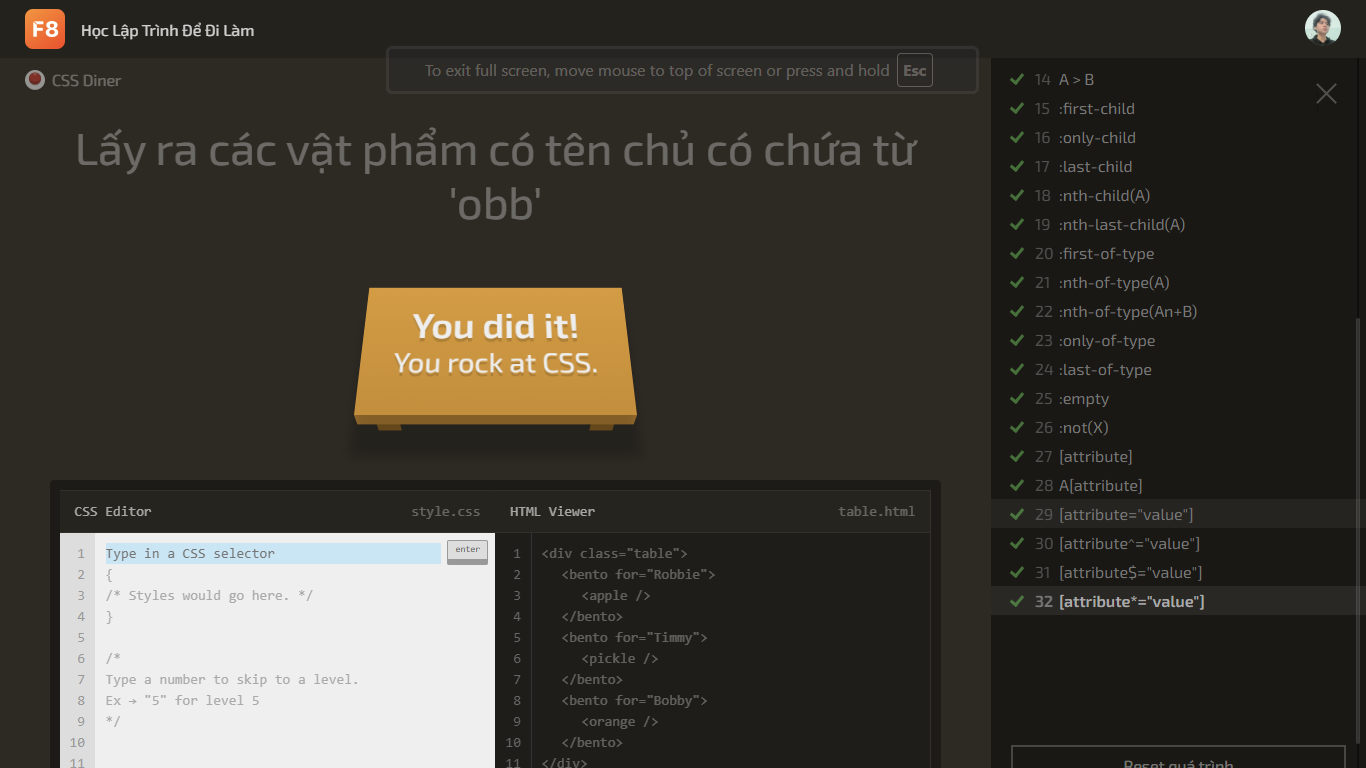 F8
Học Lập Trình Để Đi Làm
To exit full screen, move mouse to top of screen or press and hold Esc
CSS Diner
Lấy ra các vật phẩm có tên chủ có chứa từ
'obb'
You did it!
You rock at CSS.
CSS Editor
style.css
1 Type in a CSS selector
enter
2 {
3 /* Styles would go here. */
4 }
5
6 /*
7 Type a number to skip to a level.
8 Ex → "5" for level 5
9 */
10
11
HTML Viewer
table.html
1 <div class="table">
2 <bento for="Robbie">
3 <apple />
4 </bento>
5 <bento for="Timmy">
6 <pickle />
7 </bento>
8 <bento for="Bobby">
9 <orange />
10 </bento>
11 </div>
14 A > B
15 :first-child
16 :only-child
17 :last-child
18 :nth-child(A)
19 :nth-last-child(A)
20 :first-of-type
21 :nth-of-type(A)
22 :nth-of-type(An+B)
23 :only-of-type
24 :last-of-type
25 :empty
26 :not(X)
27 [attribute]
28 A[attribute]
29 [attribute="value"]
30 [attribute^="value"]
31 [attribute$="value"]
32 [attribute*="value"]
Reset quá trình